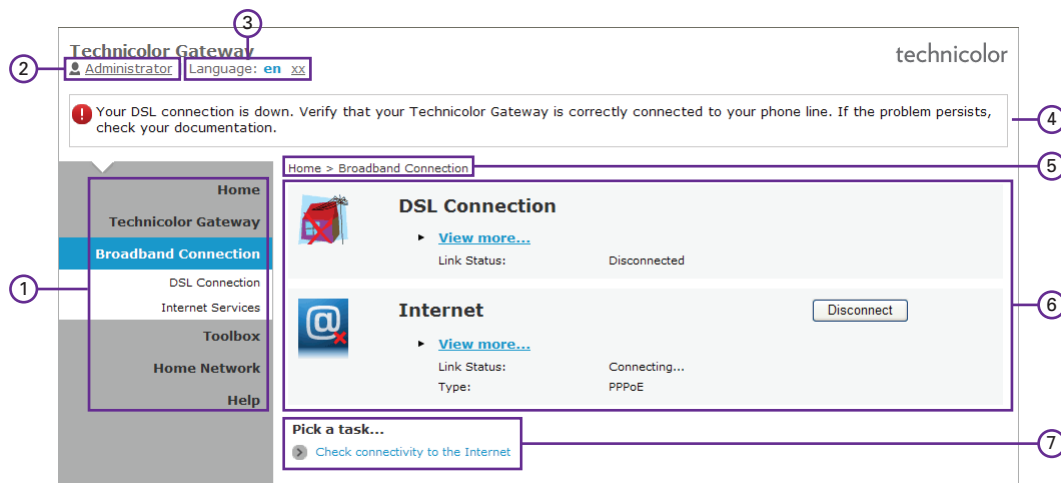 3
Technicolor Gateway
technicolor
2
Administrator
Language: en xx
Your DSL connection is down. Verify that your Technicolor Gateway is correctly connected to your phone line. If the problem persists,
check your documentation.
4
Home > Broadband Connection
5
Home
Technicolor Gateway
Broadband Connection
DSL Connection
Internet Services
Toolbox
Home Network
Help
1
DSL Connection
View more...
Link Status: Disconnected
Internet
Disconnect
View more...
Link Status: Connecting...
Type: PPPoE
6
Pick a task...
Check connectivity to the Internet
7